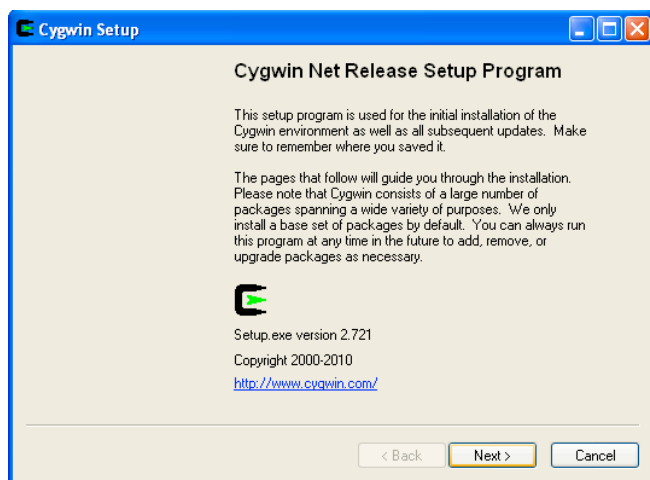 Cygwin Setup
Cygwin Net Release Setup Program
This setup program is used for the initial installation of the
Cygwin environment as well as all subsequent updates.  Make
sure to remember where you saved it.
The pages that follow will guide you through the installation.
Please note that Cygwin consists of a large number of
packages spanning a wide variety of purposes.  We only
install a base set of packages by default.  You can always run
this program at any time in the future to add, remove, or
upgrade packages as necessary.
Setup.exe version 2.721
Copyright 2000-2010
http://www.cygwin.com/
< Back Next > Cancel